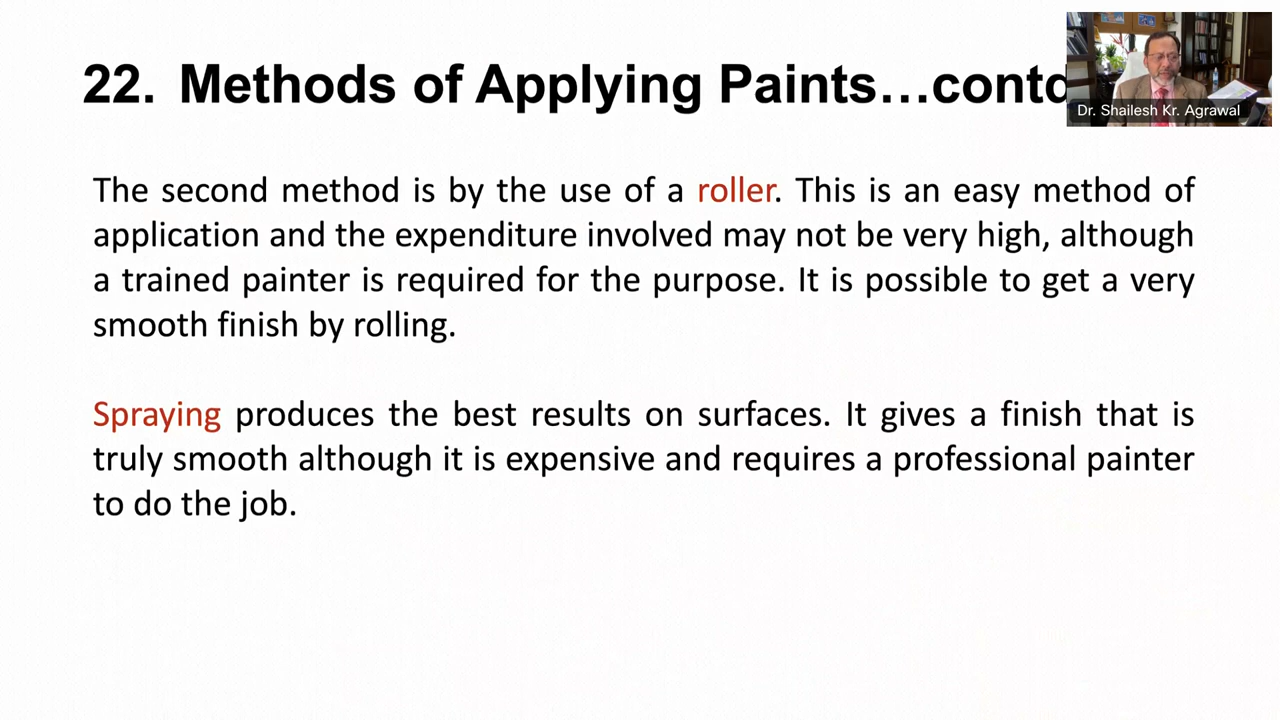 22. Methods of Applying Paints...contd
Dr. Shailesh Kr. Agrawal
The second method is by the use of a roller. This is an easy method of
application and the expenditure involved may not be very high, although
a trained painter is required for the purpose. It is possible to get a very
smooth finish by rolling.
Spraying produces the best results on surfaces. It gives a finish that is
truly smooth although it is expensive and requires a professional painter
to do the job.